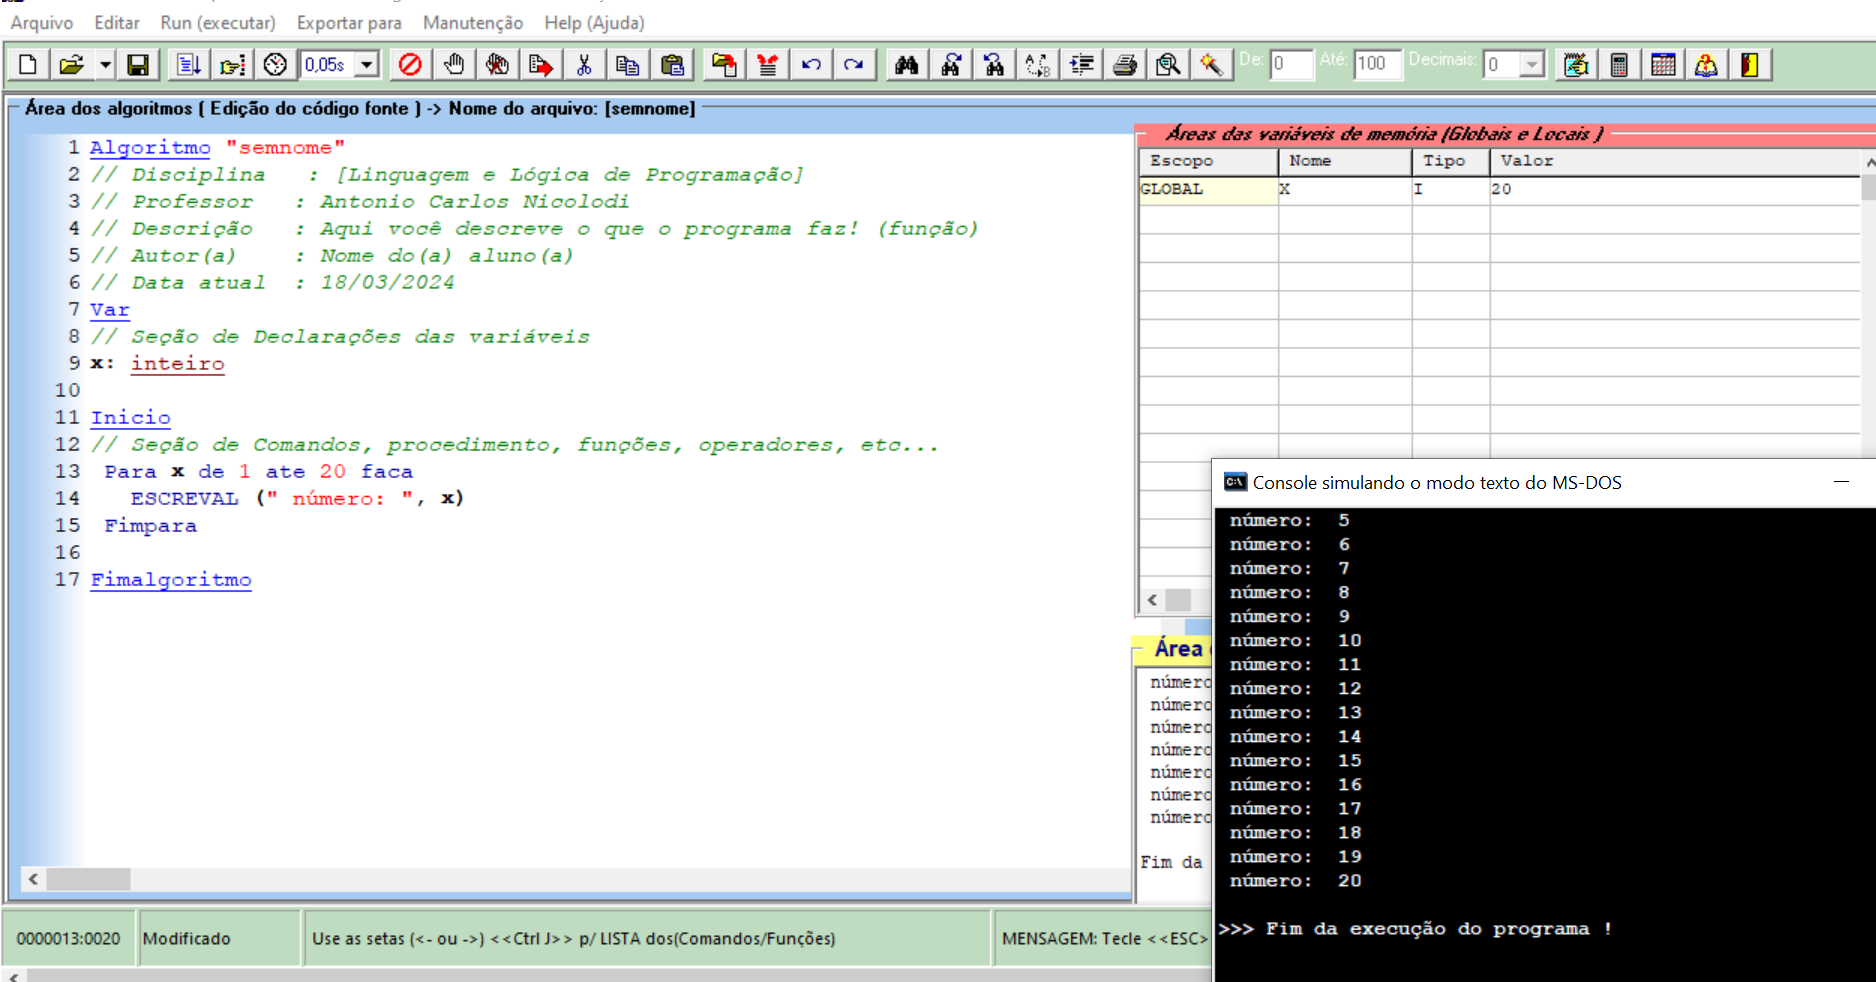 Arquivo Editar Run (executar) Exportar para Manutenção Help (Ajuda)
0,05s De: 0 Até: 100 Decimais: 0
Área dos algoritmos ( Edição do código fonte ) -> Nome do arquivo: [semnome]
1 Algoritmo "semnome"
2 // Disciplina : [Linguagem e Lógica de Programação]
3 // Professor : Antonio Carlos Nicolodi
4 // Descrição : Aqui você descreve o que o programa faz! (função)
5 // Autor(a) : Nome do(a) aluno(a)
6 // Data atual : 18/03/2024
7 Var
8 // Seção de Declarações das variáveis
9 x: inteiro
10
11 Inicio
12 // Seção de Comandos, procedimento, funções, operadores, etc...
13 Para x de 1 ate 20 faca
14 ESCREVAL (" número: ", x)
15 Fimpara
16
17 Fimalgoritmo
Áreas das variáveis de memória (Globais e Locais )
Escopo Nome Tipo Valor
GLOBAL X I 20
Área
número
número
número
número
número
número
número
Fim da
Console simulando o modo texto do MS-DOS
número: 5
número: 6
número: 7
número: 8
número: 9
número: 10
número: 11
número: 12
número: 13
número: 14
número: 15
número: 16
número: 17
número: 18
número: 19
número: 20
>>> Fim da execução do programa !
0000013:0020 Modificado Use as setas (<- ou ->) <<Ctrl J>> p/ LISTA dos(Comandos/Funções) MENSAGEM: Tecle <<ESC>